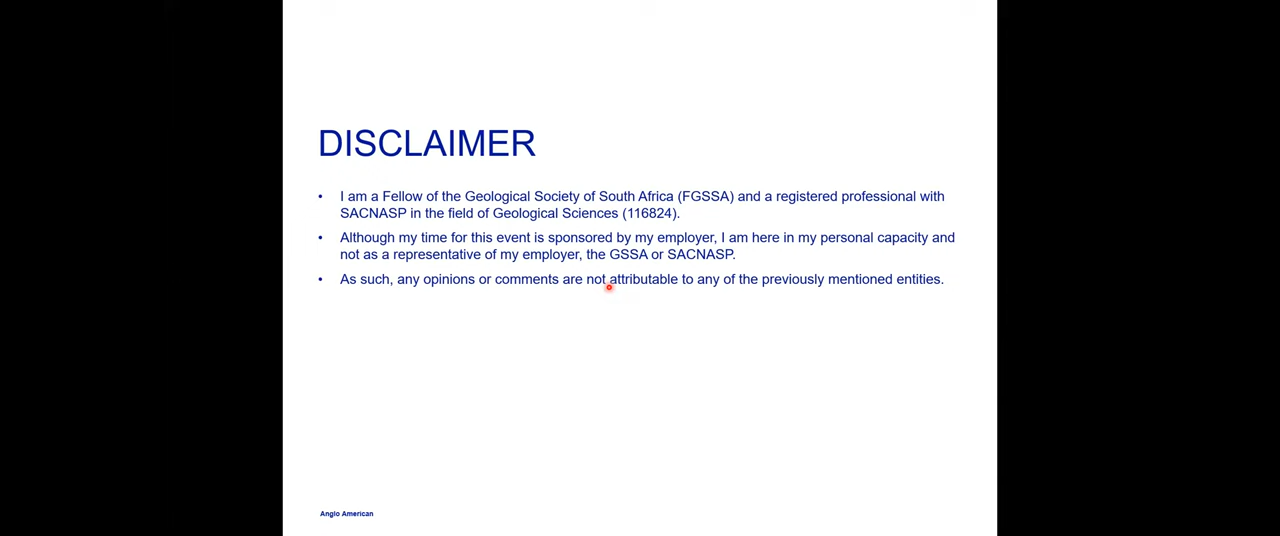 DISCLAIMER
• I am a Fellow of the Geological Society of South Africa (FGSSA) and a registered professional with
SACNASP in the field of Geological Sciences (116824).
• Although my time for this event is sponsored by my employer, I am here in my personal capacity and
not as a representative of my employer, the GSSA or SACNASP.
• As such, any opinions or comments are not attributable to any of the previously mentioned entities.
Anglo American